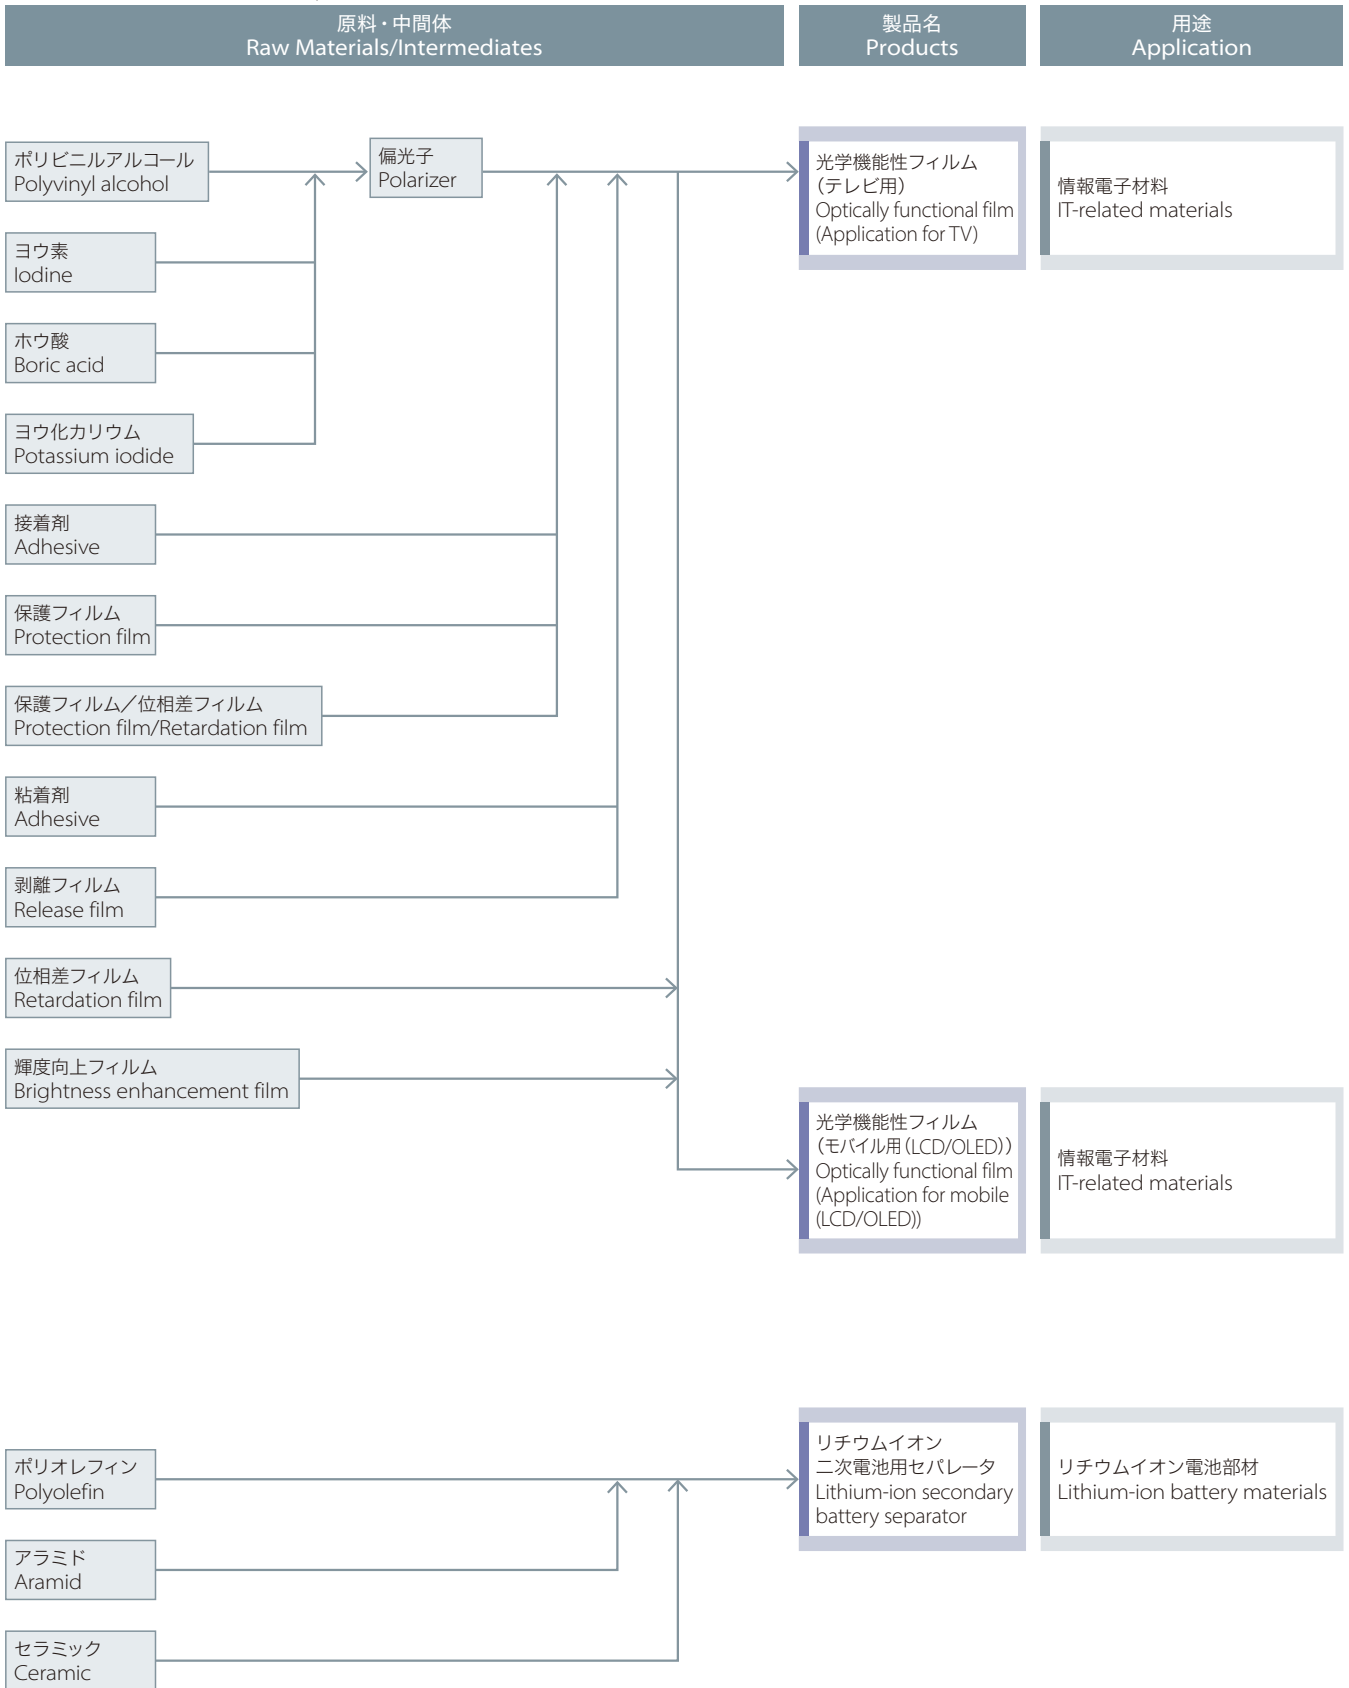 原料・中間体
Raw Materials/Intermediates
製品名
Products
用途
Application
ポリビニルアルコール
Polyvinyl alcohol
偏光子
Polarizer
光学機能性フィルム
（テレビ用）
Optically functional film
(Application for TV)
情報電子材料
IT-related materials
ヨウ素
Iodine
ホウ酸
Boric acid
ヨウ化カリウム
Potassium iodide
接着剤
Adhesive
保護フィルム
Protection film
保護フィルム／位相差フィルム
Protection film/Retardation film
粘着剤
Adhesive
剥離フィルム
Release film
位相差フィルム
Retardation film
輝度向上フィルム
Brightness enhancement film
光学機能性フィルム
（モバイル用（LCD/OLED））
Optically functional film
(Application for mobile
(LCD/OLED))
情報電子材料
IT-related materials
ポリオレフィン
Polyolefin
リチウムイオン
二次電池用セパレータ
Lithium-ion secondary
battery separator
リチウムイオン電池部材
Lithium-ion battery materials
アラミド
Aramid
セラミック
Ceramic